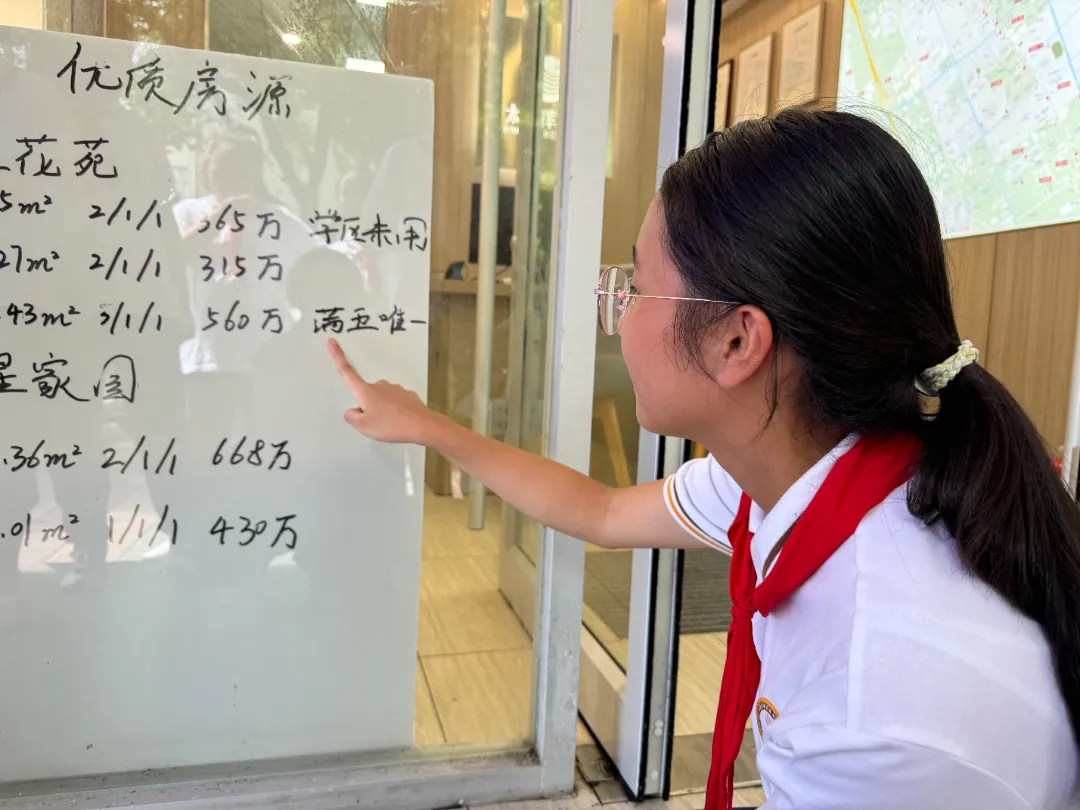 优质房源
花苑
5m² 2/1/1 365万 学区未用
27m² 2/1/1 315万
.43m² 2/1/1 560万 满五唯一
星家园
.36m² 2/1/1 668万
.01m² 1/1/1 430万